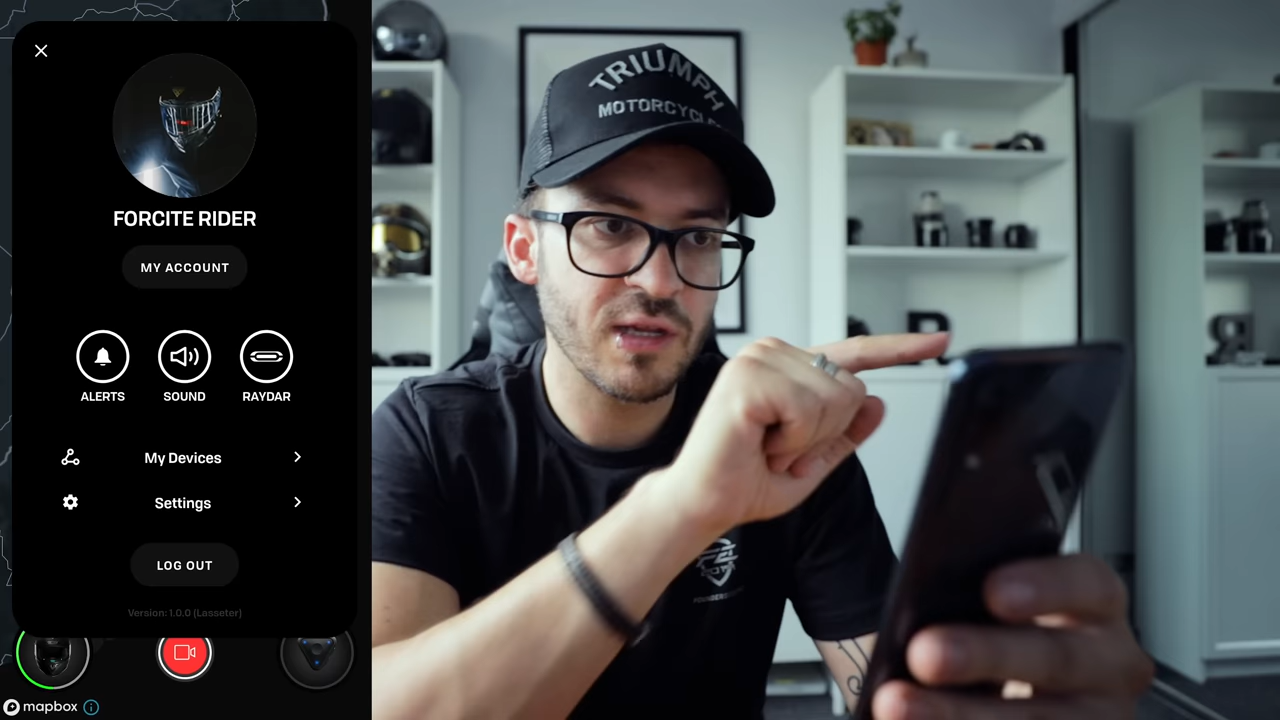 FORCITE RIDER
MY ACCOUNT
ALERTS SOUND RAYDAR
My Devices
Settings
LOG OUT
Version: 1.0.0 (Lasseter)
mapbox
TRIUMPH
MOTORCYCL